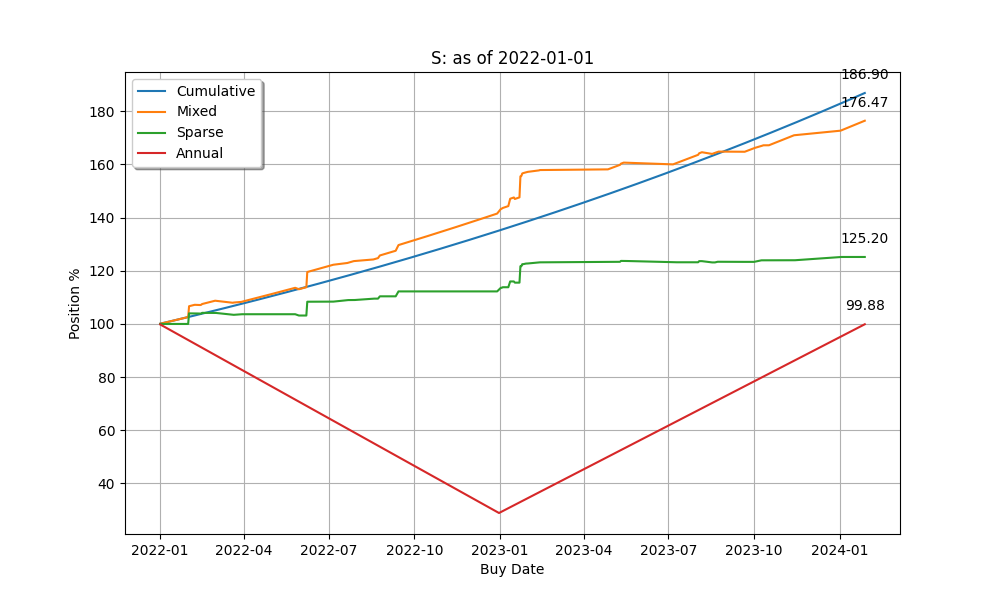 S: as of 2022-01-01
Cumulative
Mixed
Sparse
Annual
186.90
176.47
125.20
99.88
Position %
180
160
140
120
100
80
60
40
2022-01 2022-04 2022-07 2022-10 2023-01 2023-04 2023-07 2023-10 2024-01
Buy Date